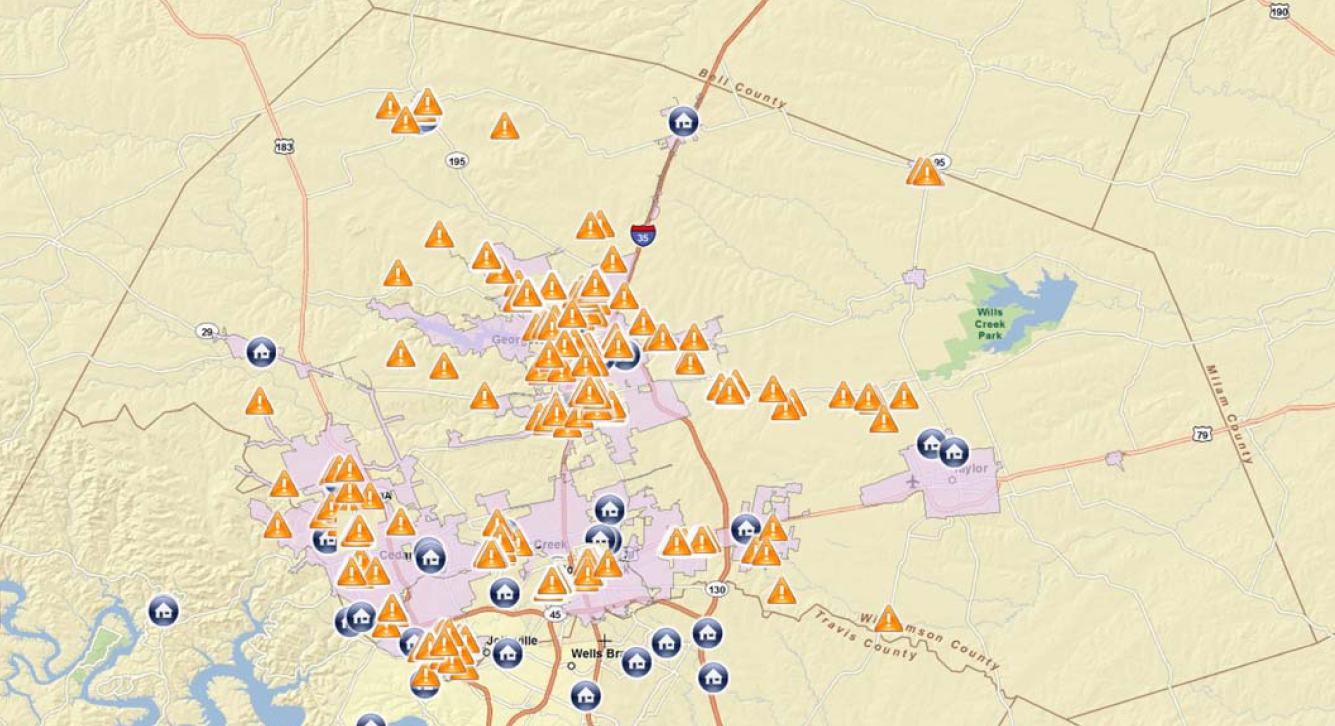 190
Bell County
183
195
95
35
Wills
Creek
Park
29
Milam County
79
Taylor
Creek
130
45
Williamson County
Travis County
Jollyville
Wells Br